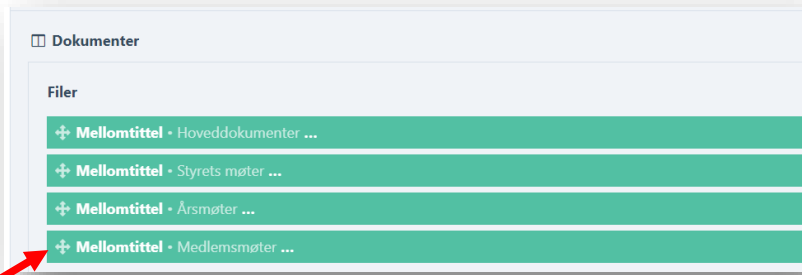 Dokumenter
Filer
Mellomtittel • Hoveddokumenter ...
Mellomtittel • Styrets møter ...
Mellomtittel • Årsmøter ...
Mellomtittel • Medlemsmøter ...